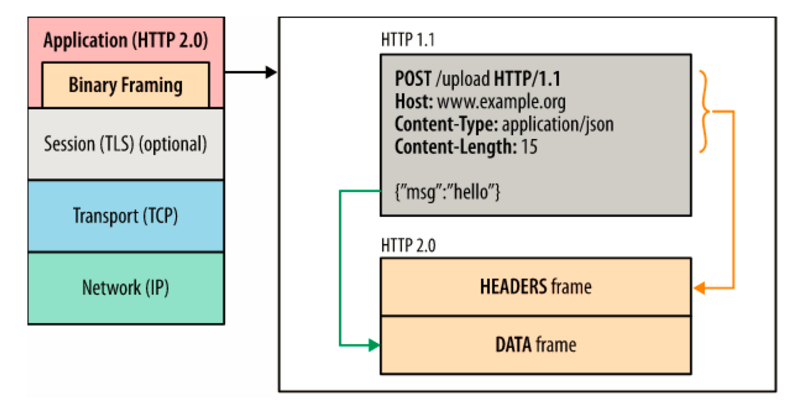 Application (HTTP 2.0)
Binary Framing
Session (TLS) (optional)
Transport (TCP)
Network (IP)
HTTP 1.1
POST /upload HTTP/1.1
Host: www.example.org
Content-Type: application/json
Content-Length: 15
{"msg":"hello"}
HTTP 2.0
HEADERS frame
DATA frame